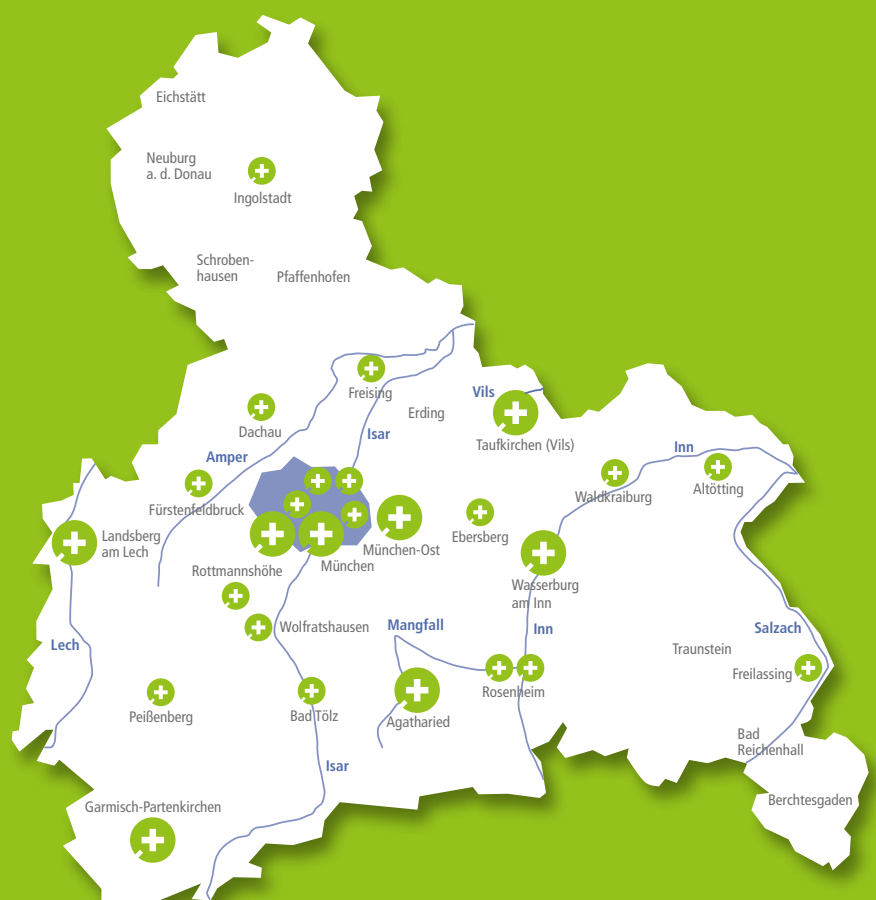 Eichstätt
Neuburg
a. d. Donau
Ingolstadt
Schroben-
hausen
Pfaffenhofen
Freising
Vils
Erding
Dachau
Isar
Taufkirchen (Vils)
Amper
Inn
Fürstenfeldbruck
Waldkraiburg
Altötting
Landsberg
am Lech
Ebersberg
München-Ost
München
Rottmannshöhe
Wasserburg
am Inn
Wolfratshausen
Mangfall
Inn
Salzach
Lech
Traunstein
Freilassing
Rosenheim
Peißenberg
Bad Tölz
Agatharied
Bad
Reichenhall
Isar
Garmisch-Partenkirchen
Berchtesgaden